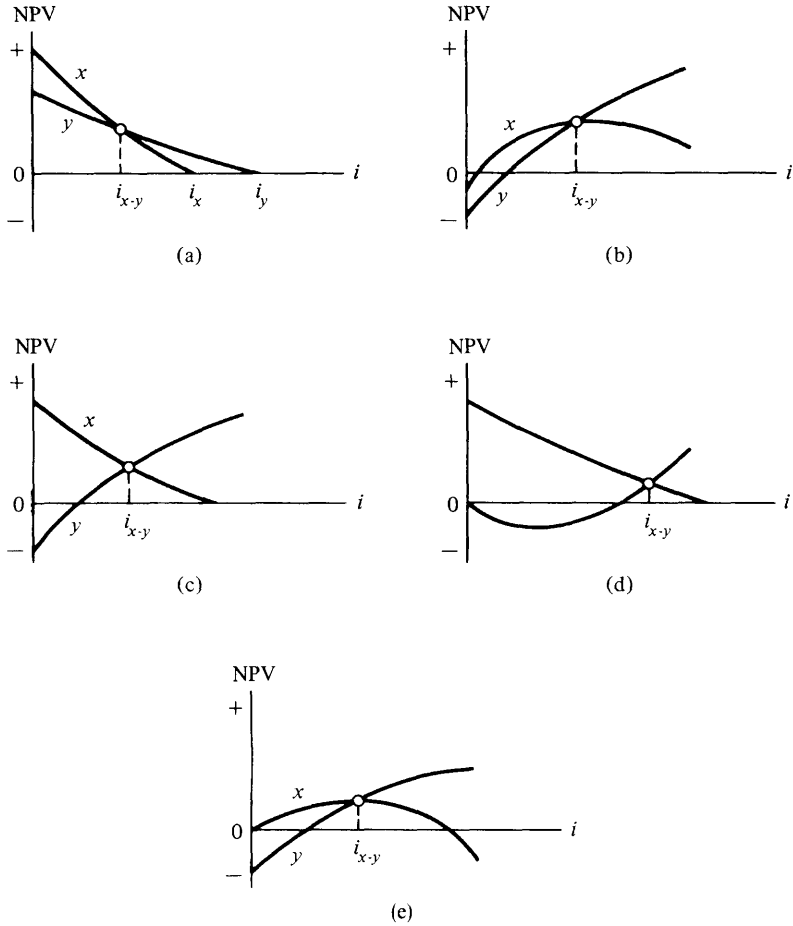 NPV
+
x
y
0
i
i_{x-y}
i_x
i_y
—
(a)
NPV
+
x
0
i
y
i_{x-y}
—
(b)
NPV
+
x
0
i
y
i_{x-y}
—
(c)
NPV
+
0
i
i_{x-y}
—
(d)
NPV
+
x
0
i
y
i_{x-y}
—
(e)